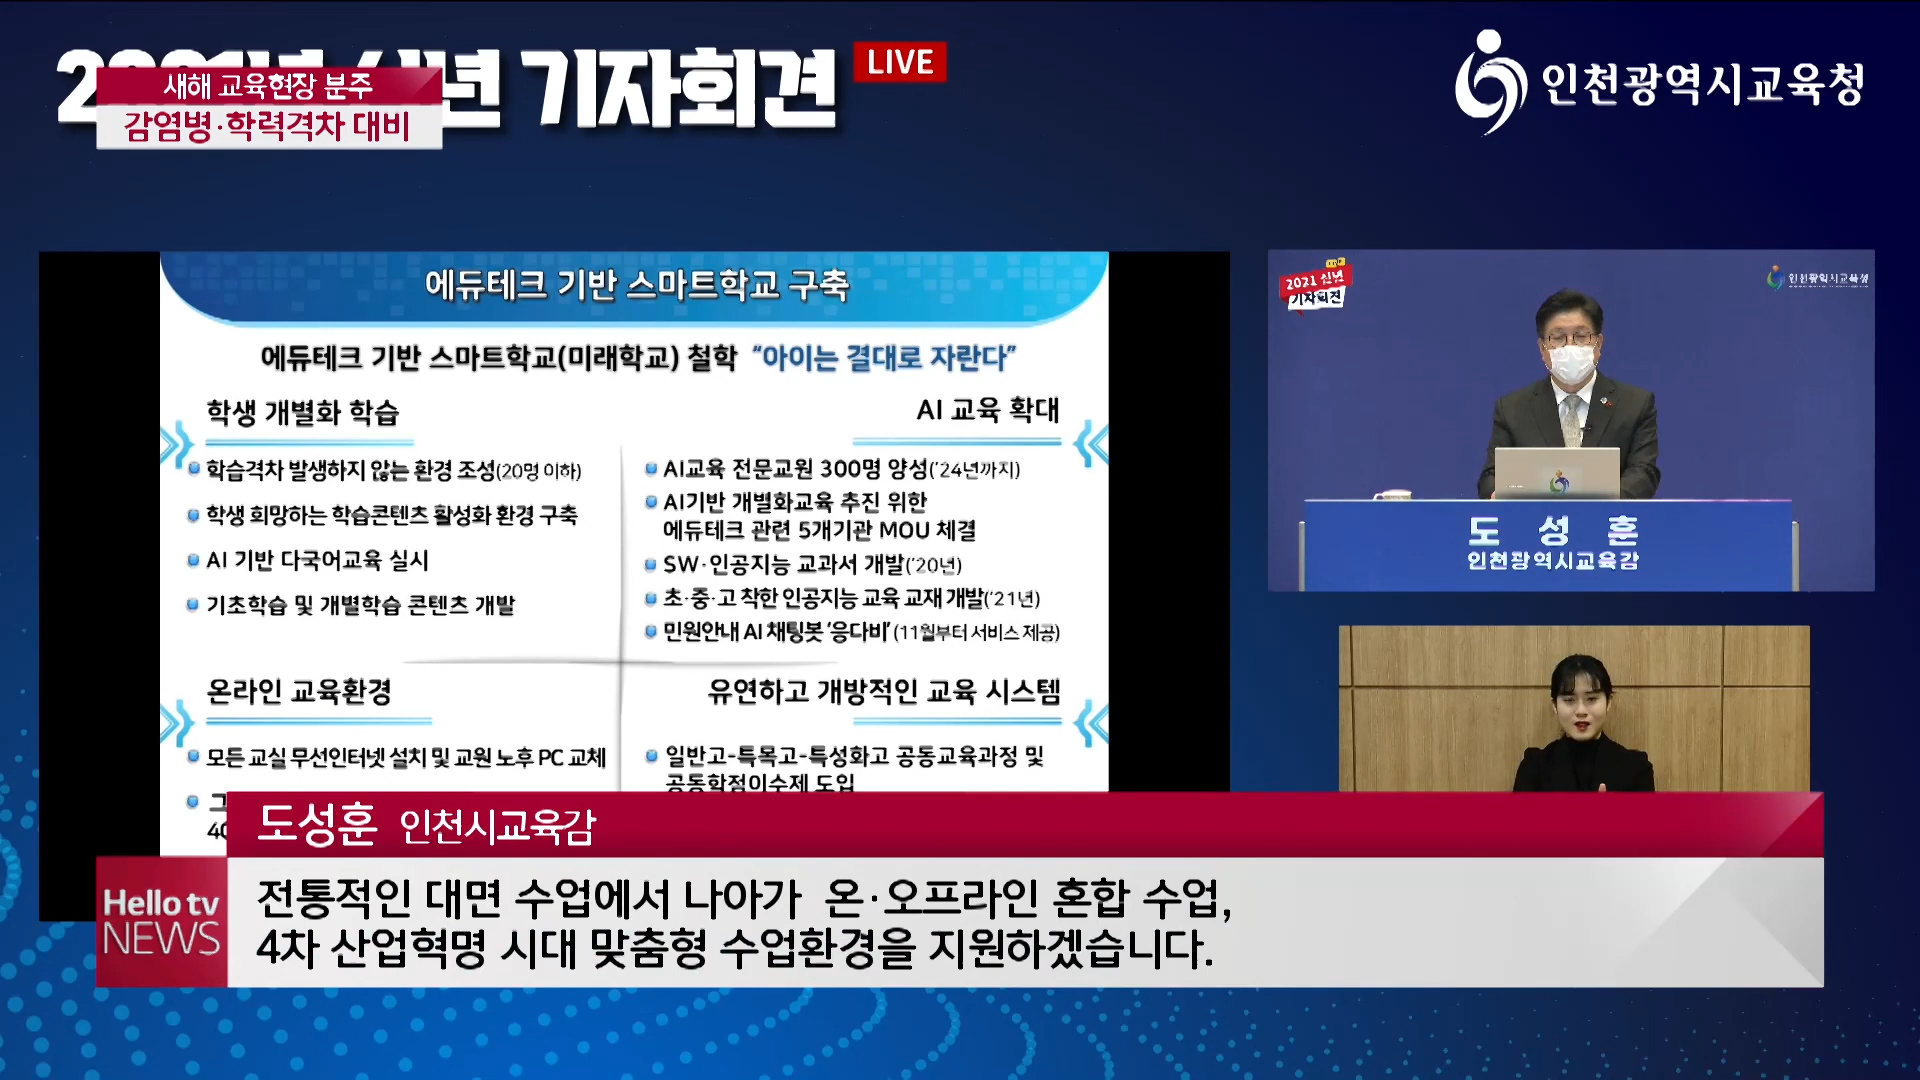 년 기자회견 LIVE
새해 교육현장 분주
감염병·학력격차 대비
인천광역시교육청
에듀테크 기반 스마트학교 구축
에듀테크 기반 스마트학교(미래학교) 철학 “아이는 결대로 자란다”
학생 개별화 학습
학습격차 발생하지 않는 환경 조성(20명 이하)
학생 희망하는 학습콘텐츠 활성화 환경 구축
AI 기반 다국어교육 실시
기초학습 및 개별학습 콘텐츠 개발
AI 교육 확대
AI교육 전문교원 300명 양성('24년까지)
AI기반 개별화교육 추진 위한
에듀테크 관련 5개기관 MOU 체결
SW·인공지능 교과서 개발('20년)
초·중·고 착한 인공지능 교육 교재 개발('21년)
민원안내 AI 채팅봇 '응다비' (11월부터 서비스 제공)
온라인 교육환경
모든 교실 무선인터넷 설치 및 교원 노후 PC 교체
유연하고 개방적인 교육 시스템
일반고-특목고-특성화고 공동교육과정 및
공동학점이수제 도입
2021 신년
기자회견
인천광역시교육청
도 성 훈
인천광역시교육감
도성훈 인천시교육감
Hello tv
NEWS
전통적인 대면 수업에서 나아가 온·오프라인 혼합 수업,
4차 산업혁명 시대 맞춤형 수업환경을 지원하겠습니다.